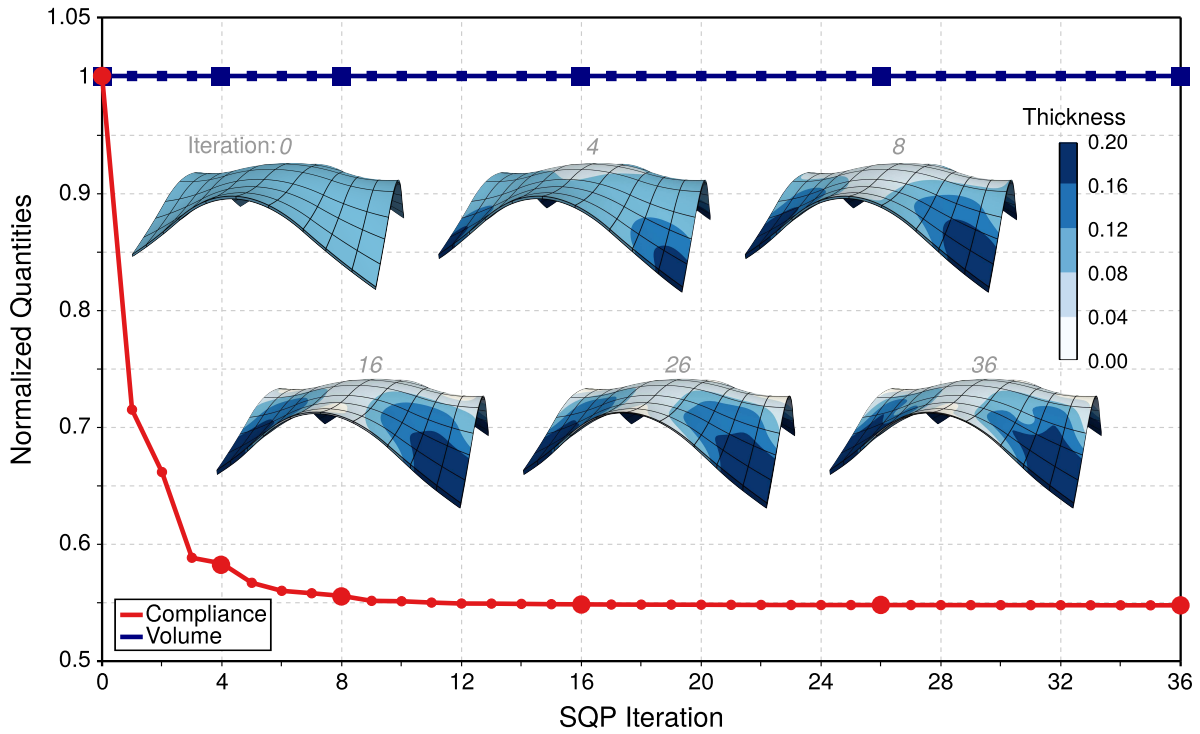 1.05
1
0.9
0.8
0.7
0.6
0.5
Normalized Quantities
Iteration: 0
4
8
16
26
36
Thickness
0.20
0.16
0.12
0.08
0.04
0.00
Compliance
Volume
0 4 8 12 16 20 24 28 32 36
SQP Iteration